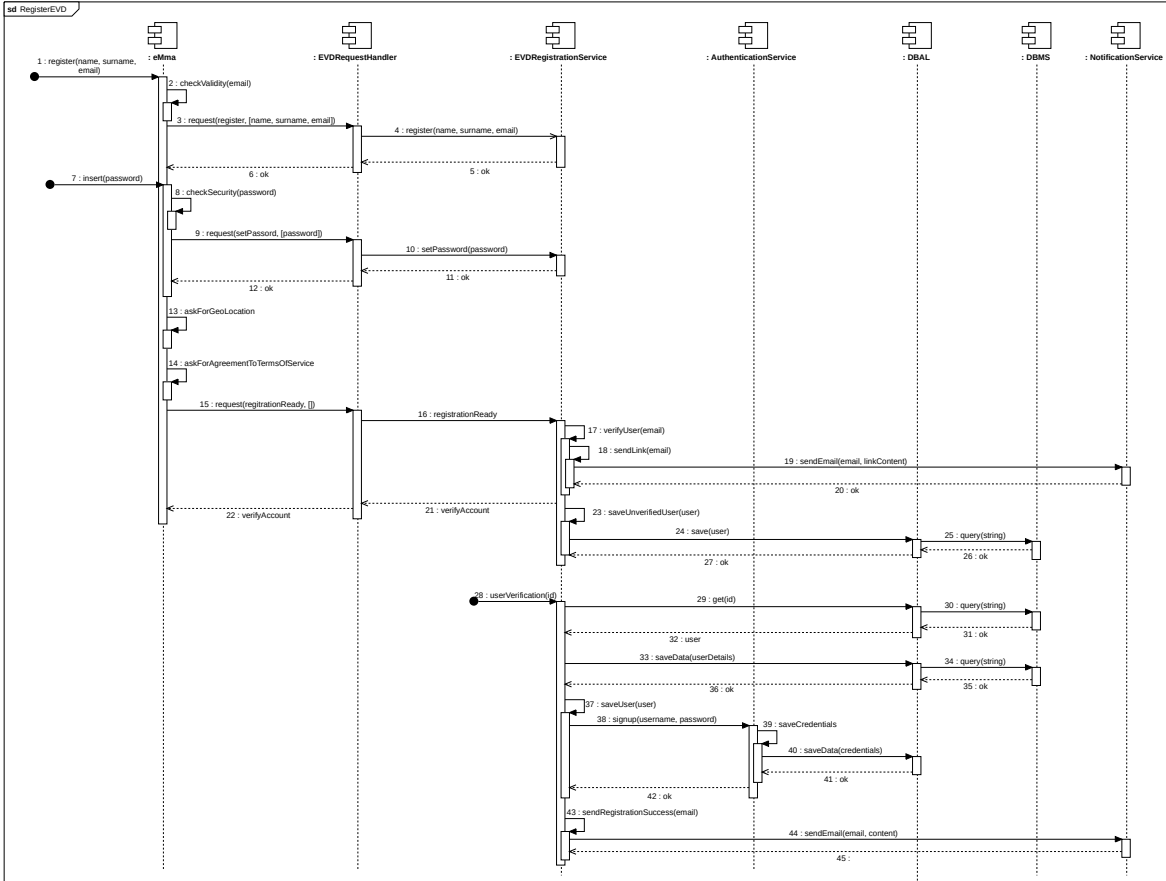 sd RegisterEVD
: eMma
: EVDRequestHandler
: EVDRegistrationService
: AuthenticationService
: DBAL
: DBMS
: NotificationService
1 : register(name, surname,
email)
2 : checkValidity(email)
3 : request(register, [name, surname, email])
4 : register(name, surname, email)
5 : ok
6 : ok
7 : insert(password)
8 : checkSecurity(password)
9 : request(setPassord, [password])
10 : setPassword(password)
11 : ok
12 : ok
13 : askForGeoLocation
14 : askForAgreementToTermsOfService
15 : request(regitrationReady, [])
16 : registrationReady
17 : verifyUser(email)
18 : sendLink(email)
19 : sendEmail(email, linkContent)
20 : ok
21 : verifyAccount
22 : verifyAccount
23 : saveUnverifiedUser(user)
24 : save(user)
25 : query(string)
26 : ok
27 : ok
28 : userVerification(id)
29 : get(id)
30 : query(string)
31 : ok
32 : user
33 : saveData(userDetails)
34 : query(string)
35 : ok
36 : ok
37 : saveUser(user)
38 : signup(username, password)
39 : saveCredentials
40 : saveData(credentials)
41 : ok
42 : ok
43 : sendRegistrationSuccess(email)
44 : sendEmail(email, content)
45 :